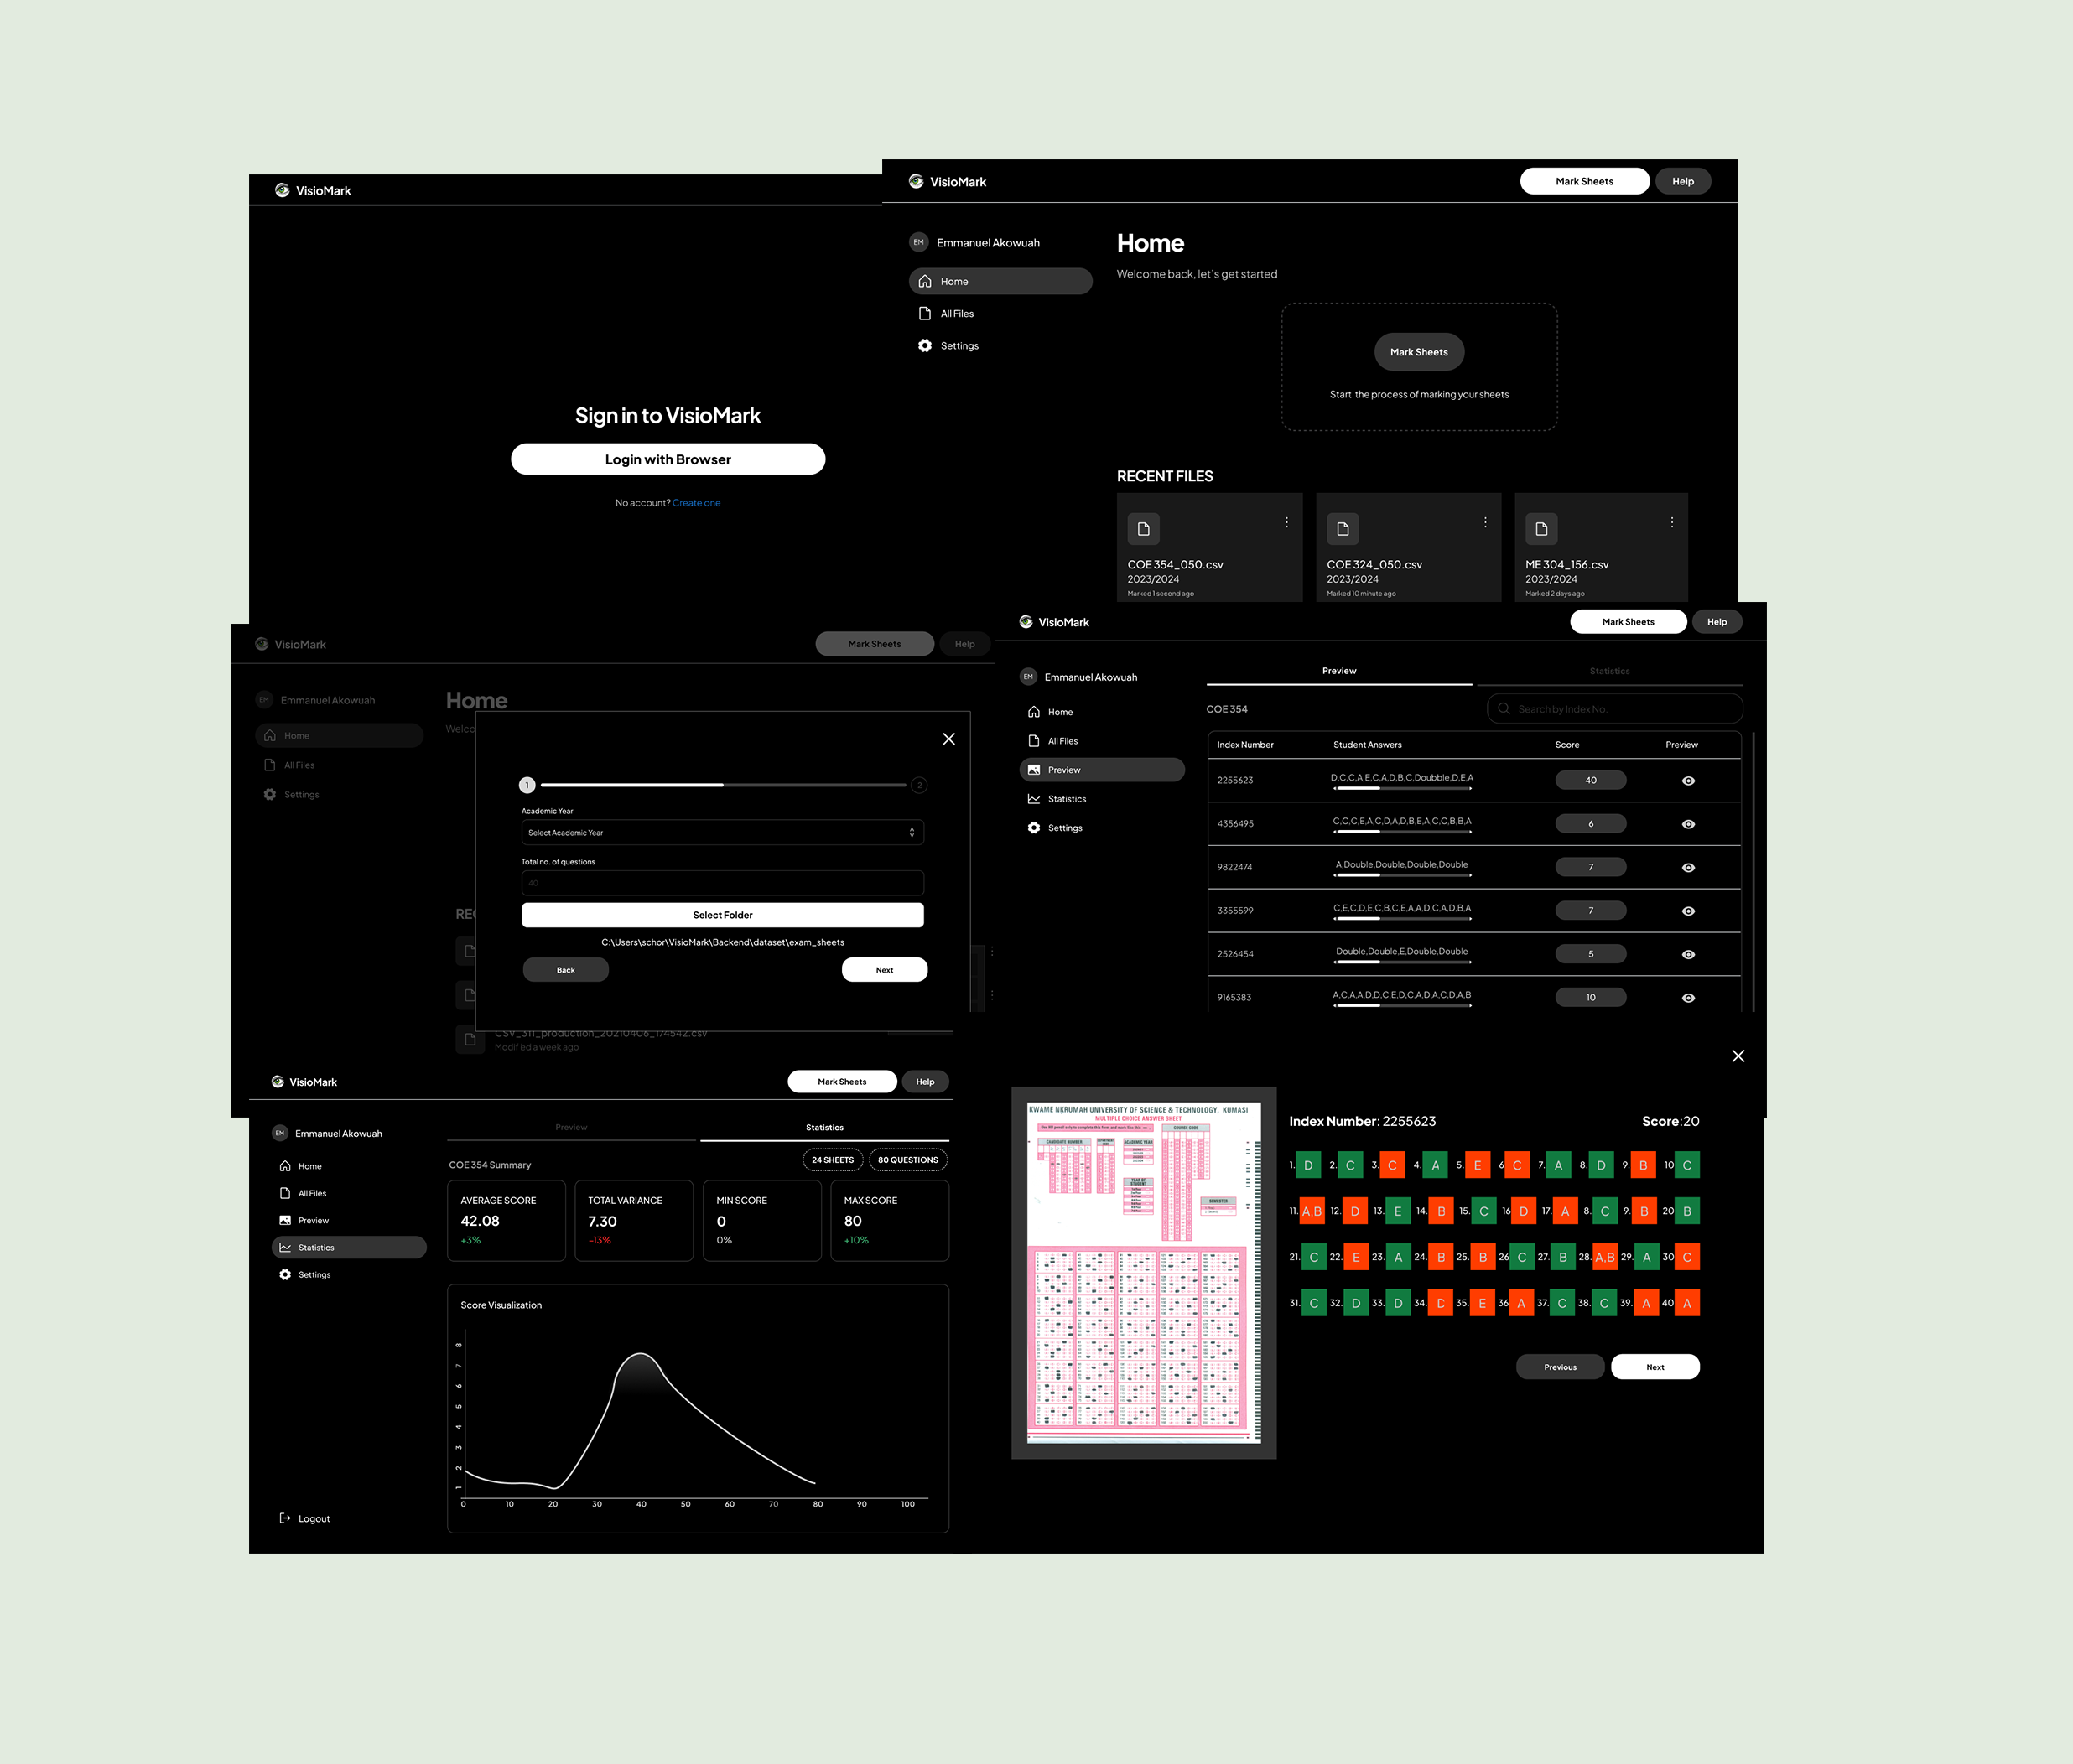 VisioMark
Sign in to VisioMark
Login with Browser
No account? Create one
VisioMark
Mark Sheets
Help
EM
Emmanuel Akowuah
Home
All Files
Settings
Home
Welcome back, let's get started
Mark Sheets
Start the process of marking your sheets
RECENT FILES
COE 354_050.csv
2023/2024
Marked 1 second ago
COE 324_050.csv
2023/2024
Marked 10 minute ago
ME 304_156.csv
2023/2024
Marked 2 days ago
VisioMark
Mark Sheets
Help
EM
Emmanuel Akowuah
Home
All Files
Settings
Home
Welco
REC
1
2
Academic Year
Select Academic Year
Total no. of questions
40
Select Folder
C:\Users\schor\VisioMark\Backend\dataset\exam_sheets
Back
Next
CSV_311_production_20210406_174542.csv
Modif ed a week ago
VisioMark
Mark Sheets
Help
EM
Emmanuel Akowuah
Home
All Files
Preview
Statistics
Settings
Preview
Statistics
COE 354
Search by Index No.
Index Number Student Answers Score Preview
2255623 D,C,C,A,E,C,A,D,B,C,Doubble,D,E,A 40
4356495 C,C,C,E,A,C,D,A,D,B,E,A,C,C,B,B,A 6
9822474 A,Double,Double,Double,Double 7
3355599 C,E,C,D,E,C,B,C,E,A,A,D,C,A,D,B,A 7
2526454 Double,Double,E,Double,Double 5
9165383 A,C,A,A,D,D,C,E,D,C,A,D,A,C,D,A,B 10
VisioMark
Mark Sheets
Help
EM
Emmanuel Akowuah
Home
All Files
Preview
Statistics
Settings
Logout
Preview
Statistics
COE 354 Summary
24 SHEETS
80 QUESTIONS
AVERAGE SCORE
42.08
+3%
TOTAL VARIANCE
7.30
-13%
MIN SCORE
0
0%
MAX SCORE
80
+10%
Score Visualization
8
7
6
5
4
3
2
1
0 10 20 30 40 50 60 70 80 90 100
KWAME NKRUMAH UNIVERSITY OF SCIENCE & TECHNOLOGY, KUMASI
MULTIPLE CHOICE ANSWER SHEET
COURSE CODE
CANDIDATE NUMBER
ACADEMIC YEAR
YEAR OF STUDENT
SEMESTER
Index Number: 2255623
Score:20
1. D 2. C 3. C 4. A 5. E 6. C 7. A 8. D 9. B 10. C
11. A,B 12. D 13. E 14. B 15. C 16. D 17. A 8. C 9. B 20. B
21. C 22. E 23. A 24. B 25. B 26. C 27. B 28. A,B 29. A 30. C
31. C 32. D 33. D 34. D 35. E 36. A 37. C 38. C 39. A 40. A
Previous
Next